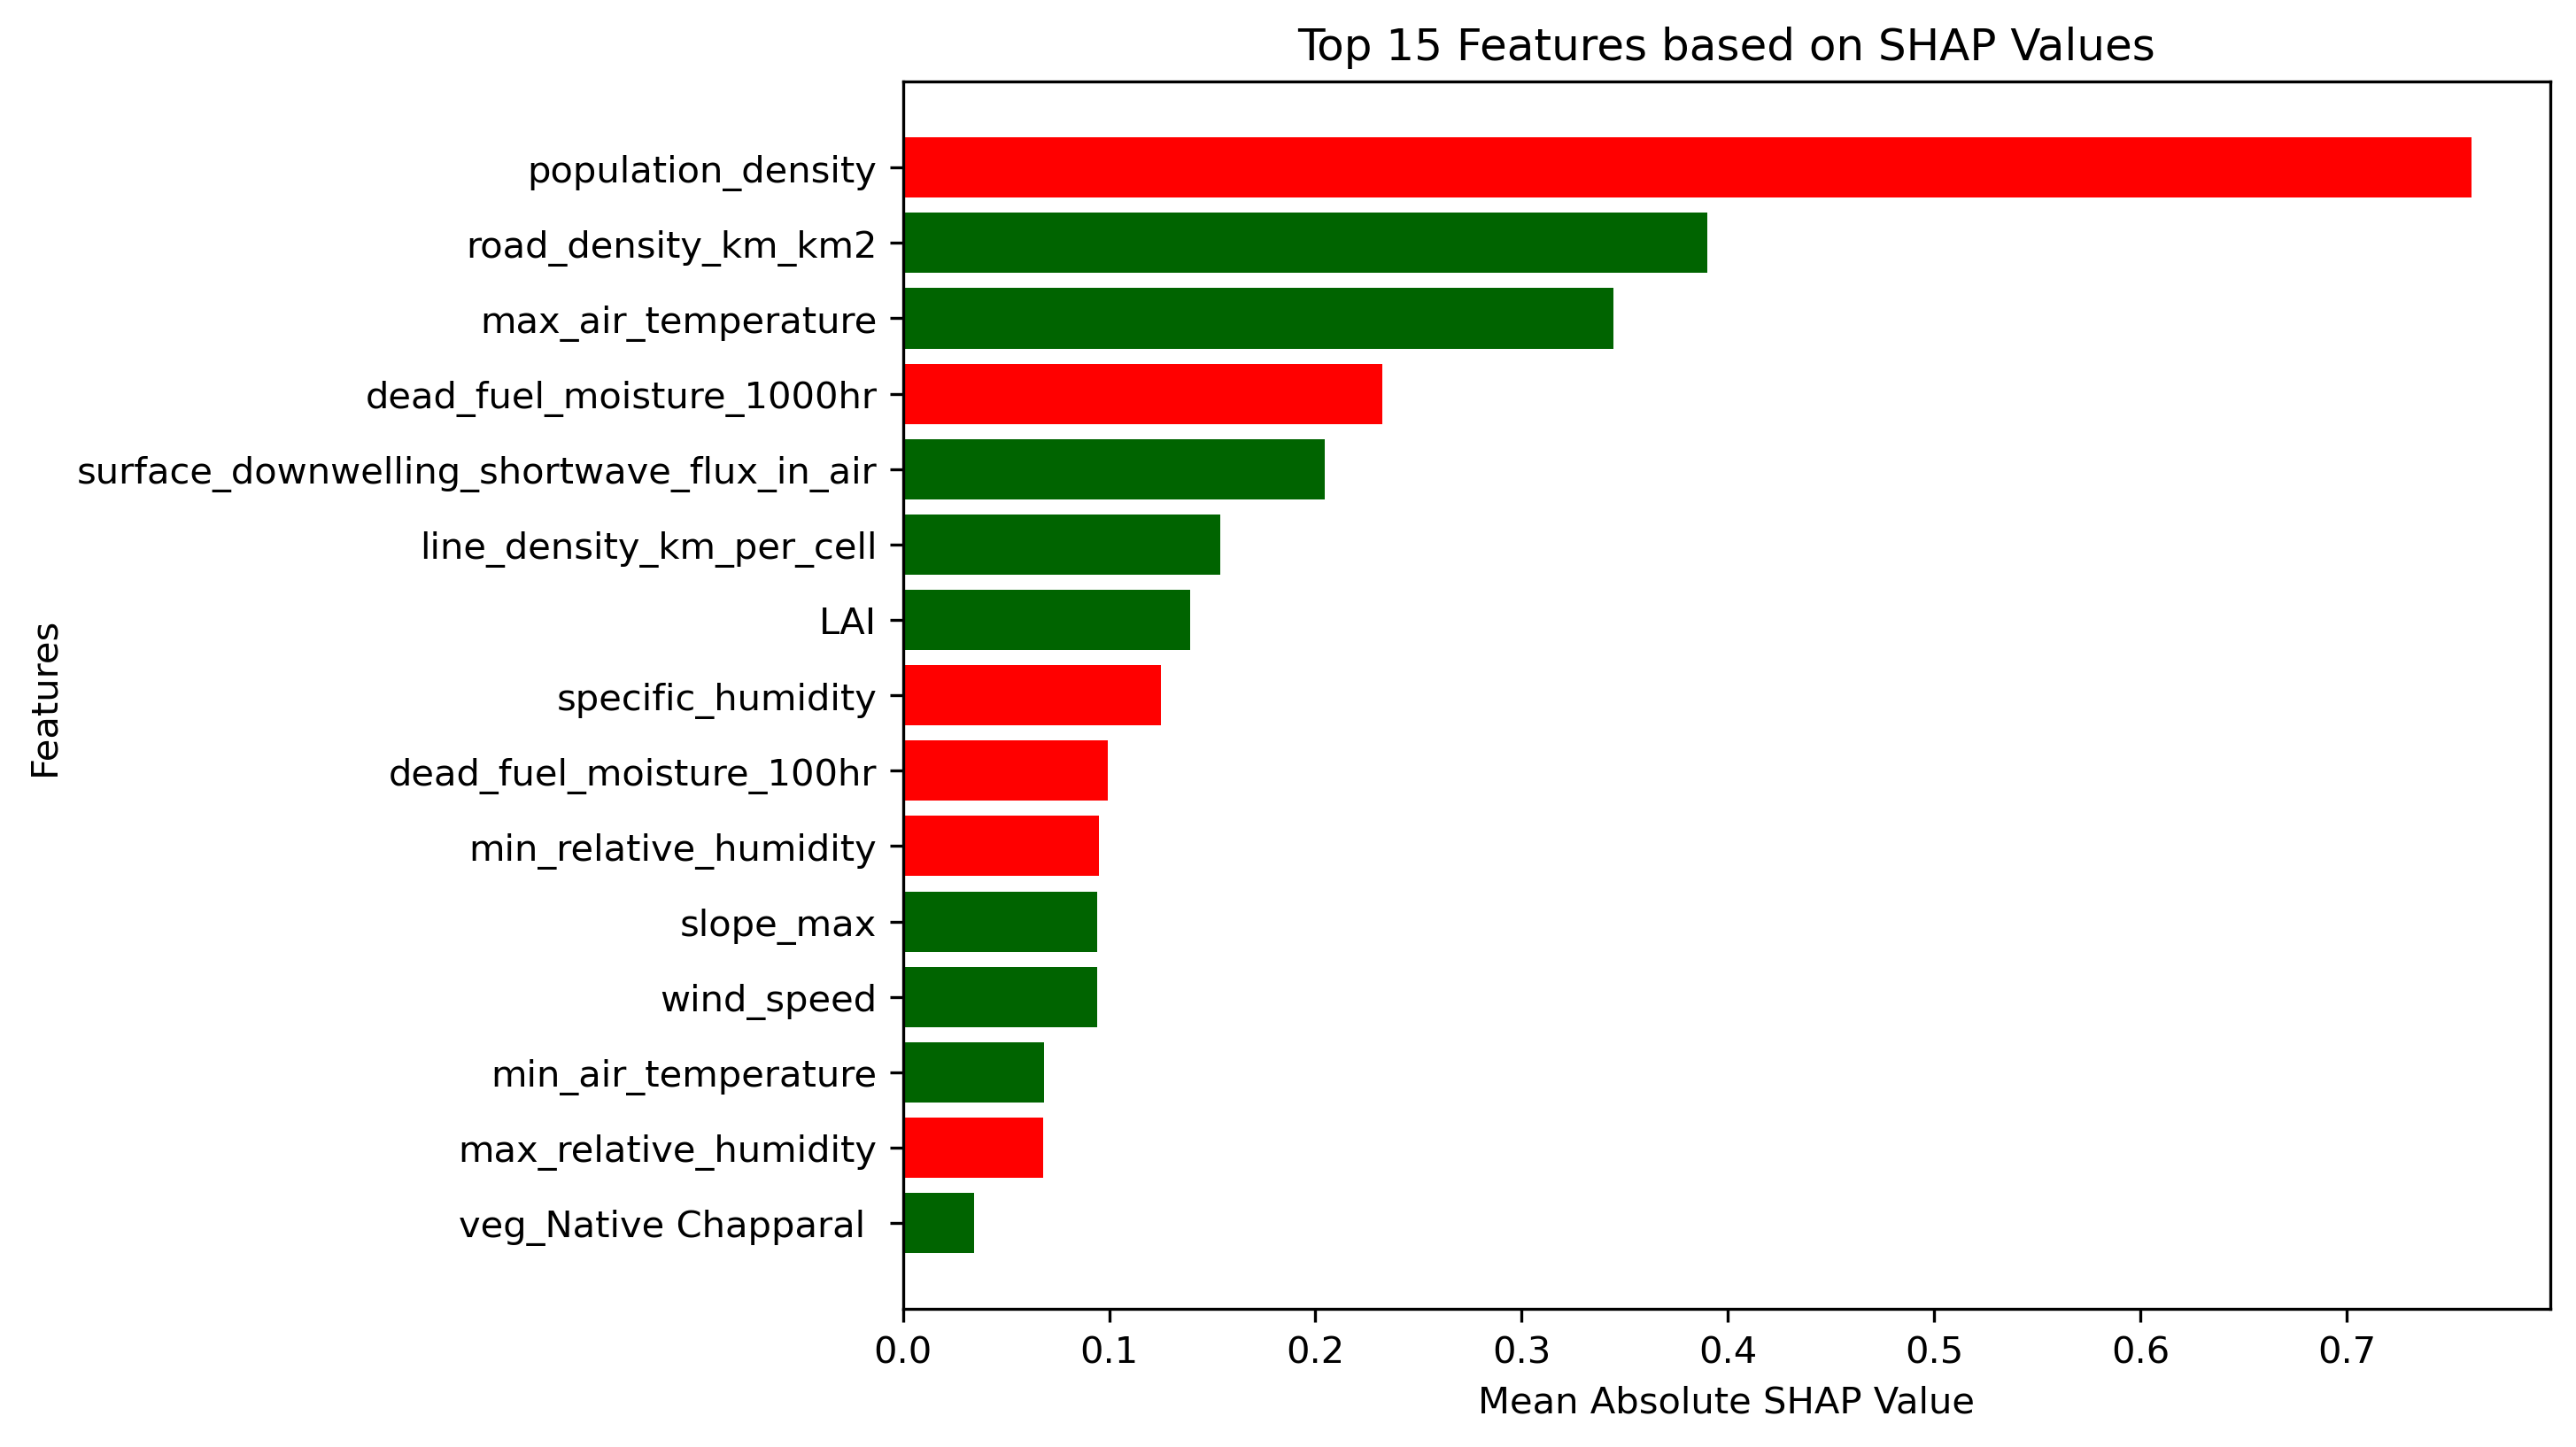 Top 15 Features based on SHAP Values
Features
population_density
road_density_km_km2
max_air_temperature
dead_fuel_moisture_1000hr
surface_downwelling_shortwave_flux_in_air
line_density_km_per_cell
LAI
specific_humidity
dead_fuel_moisture_100hr
min_relative_humidity
slope_max
wind_speed
min_air_temperature
max_relative_humidity
veg_Native Chapparal
0.0 0.1 0.2 0.3 0.4 0.5 0.6 0.7
Mean Absolute SHAP Value